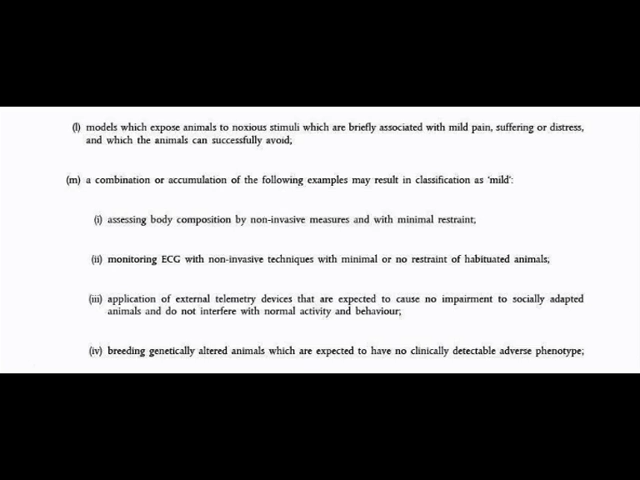 (l) models which expose animals to noxious stimuli which are briefly associated with mild pain, suffering or distress,
and which the animals can successfully avoid;
(m) a combination or accumulation of the following examples may result in classification as ‘mild’:
(i) assessing body composition by non-invasive measures and with minimal restraint;
(ii) monitoring ECG with non-invasive techniques with minimal or no restraint of habituated animals;
(iii) application of external telemetry devices that are expected to cause no impairment to socially adapted
animals and do not interfere with normal activity and behaviour;
(iv) breeding genetically altered animals which are expected to have no clinically detectable adverse phenotype;